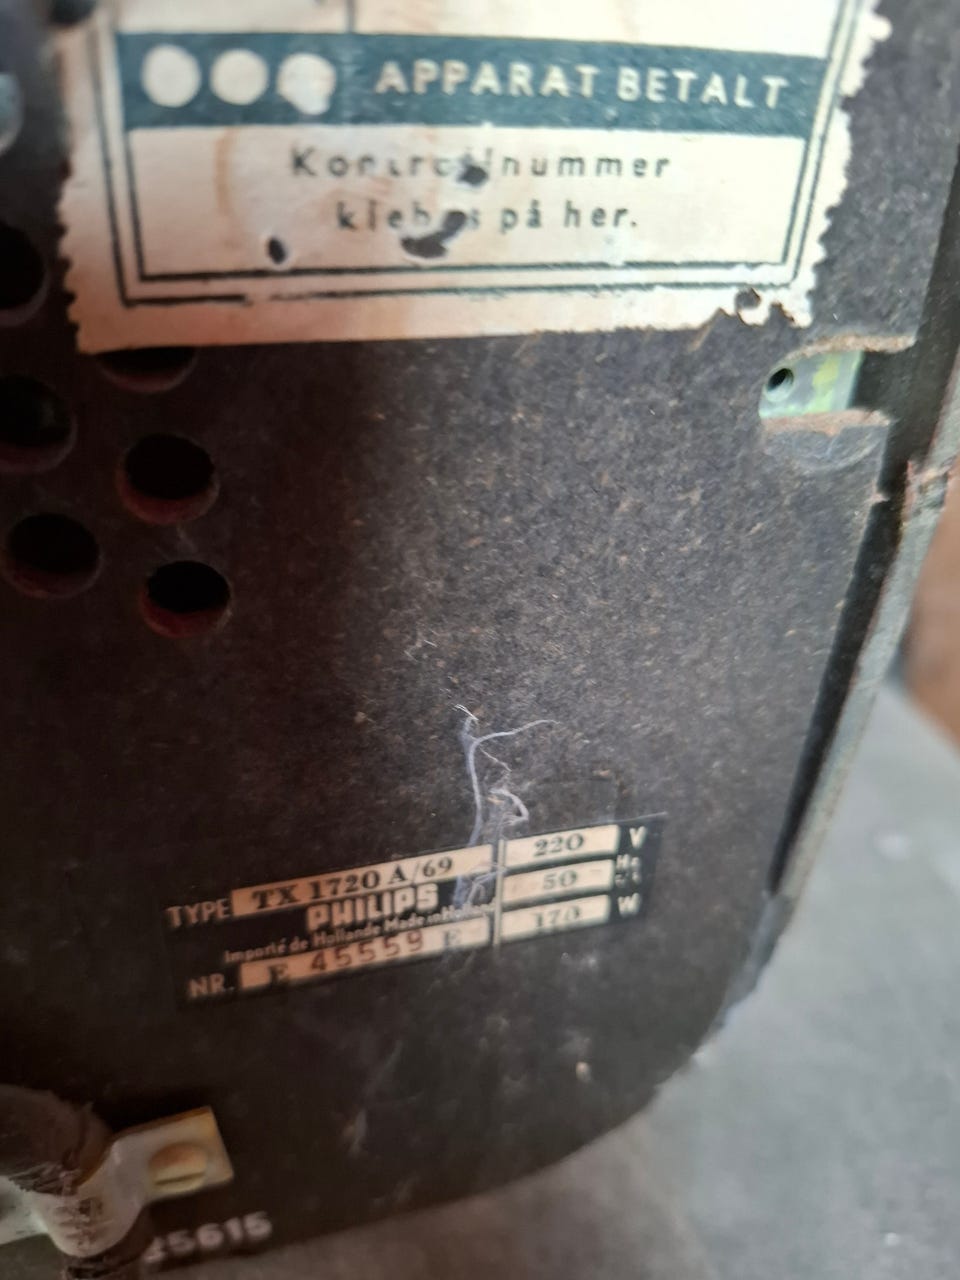 APPARAT BETALT
Kontrollnummer
klebes på her.
TYPE TX 1720 A/69
PHILIPS
Importé de Hollande Made in Holland
NR. E 45559 E
220 V
50 Hz
170 W
25615